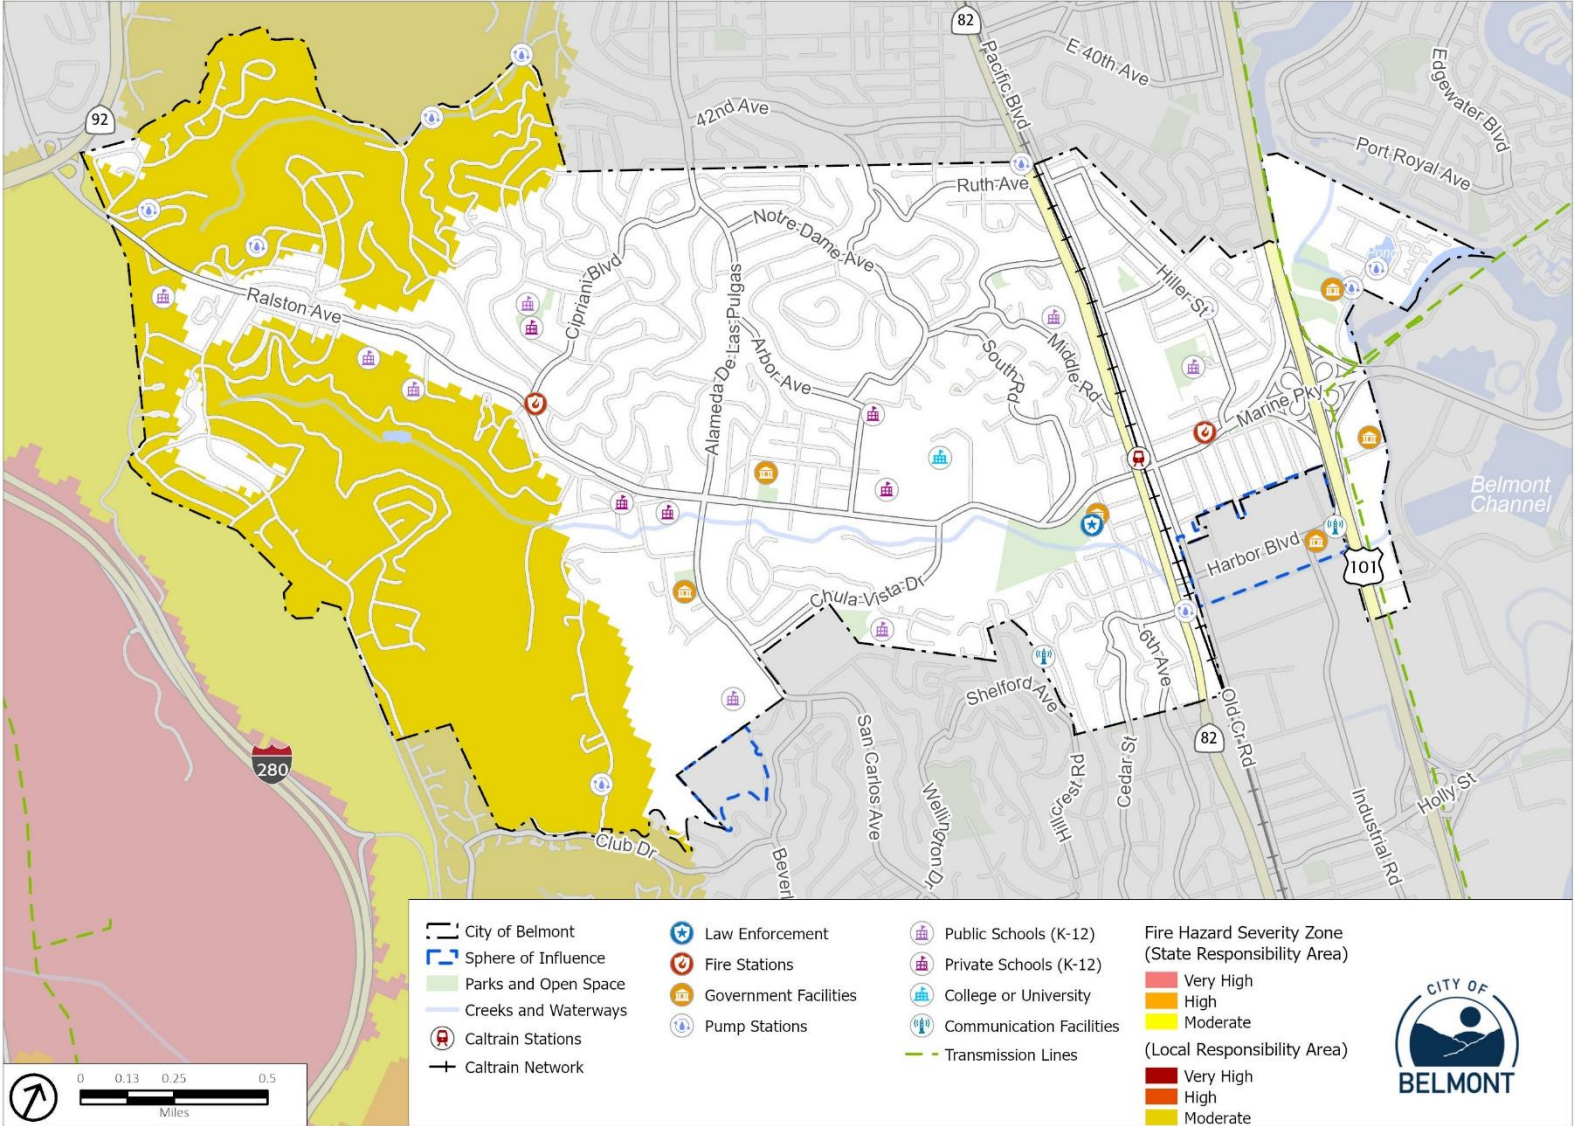 82
E 40th Ave
Edgewater Blvd
Pacific Blvd
92
42nd Ave
Port Royal Ave
Ruth Ave
Notre Dame Ave
Cipriani Blvd
Hiller St
Ralston Ave
Alameda De Las Pulgas
Arbor Ave
South Rd
Middle Rd
Marine Pky
Belmont
Channel
Harbor Blvd
101
Chula Vista Dr
6th Ave
Shelford Ave
Old Cr Rd
82
280
San Carlos Ave
Wellington Dr
Hillcrest Rd
Cedar St
Industrial Rd
Holly St
Club Dr
Beverl
City of Belmont
Sphere of Influence
Parks and Open Space
Creeks and Waterways
Caltrain Stations
Caltrain Network
Law Enforcement
Fire Stations
Government Facilities
Pump Stations
Public Schools (K-12)
Private Schools (K-12)
College or University
Communication Facilities
Transmission Lines
Fire Hazard Severity Zone
(State Responsibility Area)
Very High
High
Moderate
(Local Responsibility Area)
Very High
High
Moderate
CITY OF
BELMONT
0 0.13 0.25 0.5
Miles